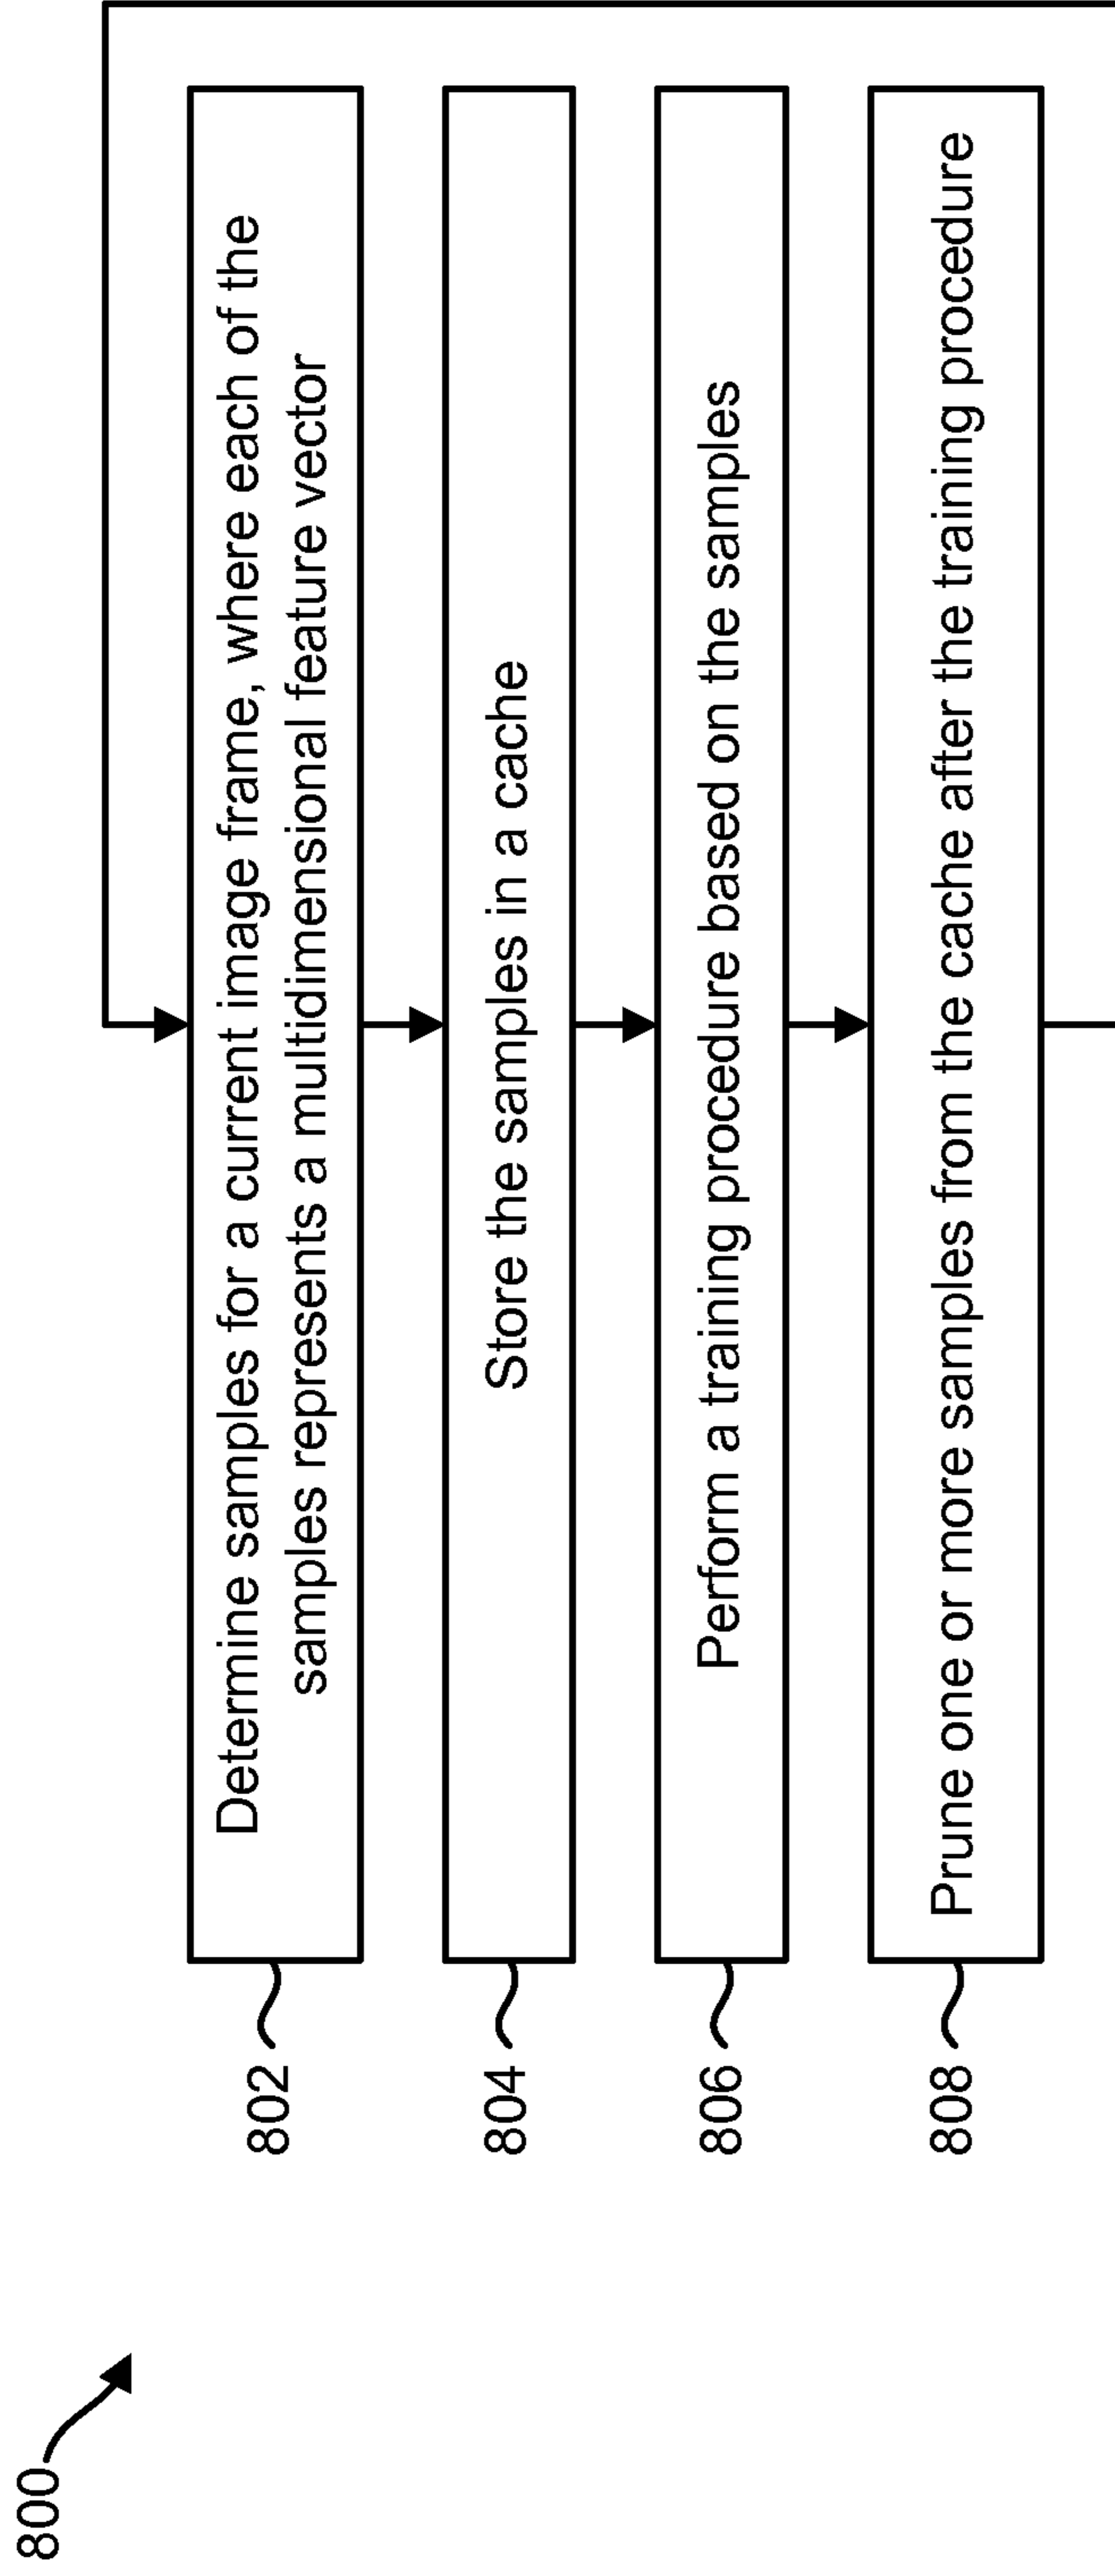 800
802
Determine samples for a current image frame, where each of the
samples represents a multidimensional feature vector
804
Store the samples in a cache
806
Perform a training procedure based on the samples
808
Prune one or more samples from the cache after the training procedure